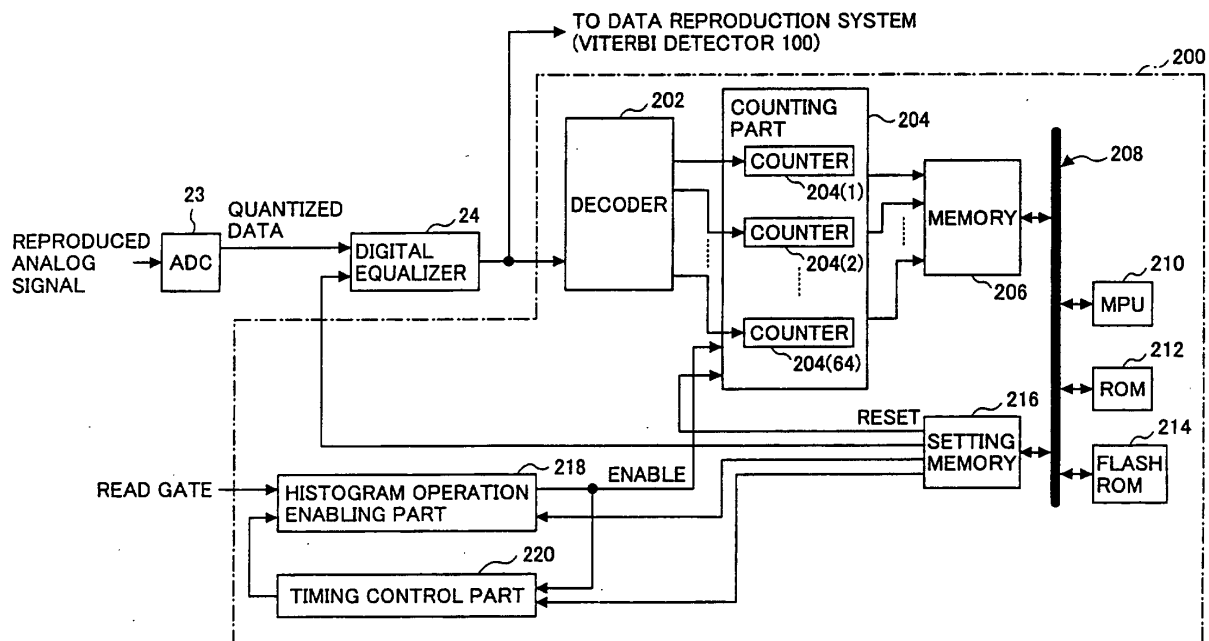 TO DATA REPRODUCTION SYSTEM
(VITERBI DETECTOR 100)
200
202
COUNTING
PART
204
208
COUNTER
204(1)
23
QUANTIZED
DATA
24
DECODER
COUNTER
204(2)
MEMORY
206
REPRODUCED
ANALOG
SIGNAL
ADC
DIGITAL
EQUALIZER
210
MPU
COUNTER
204(64)
212
ROM
RESET
216
SETTING
MEMORY
214
FLASH
ROM
218
ENABLE
READ GATE
HISTOGRAM OPERATION
ENABLING PART
220
TIMING CONTROL PART